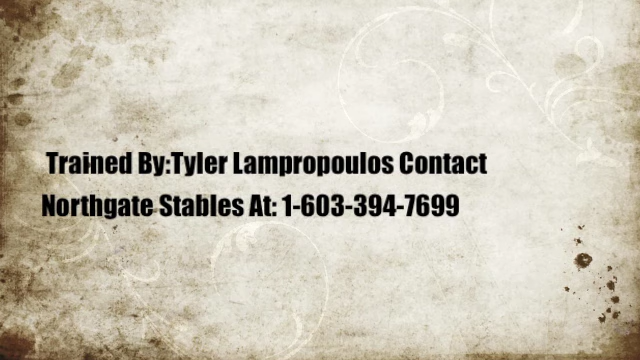 Trained By:Tyler Lampropoulos Contact
Northgate Stables At: 1-603-394-7699